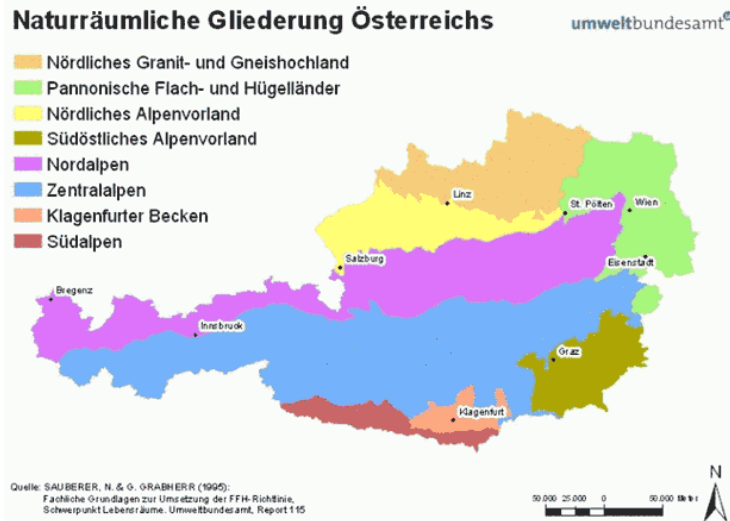 Naturräumliche Gliederung Österreichs
umweltbundesamt
Nördliches Granit- und Gneishochland
Pannonische Flach- und Hügelländer
Nördliches Alpenvorland
Südöstliches Alpenvorland
Nordalpen
Zentralalpen
Klagenfurter Becken
Südalpen
Linz
St. Pölten
Wien
Salzburg
Eisenstadt
Bregenz
Innsbruck
Graz
Klagenfurt
N
Quelle: SAUBERER, N. & G. GRABHERR (1995):
Fachliche Grundlagen zur Umsetzung der FFH-Richtlinie,
Schwerpunkt Lebensräume. Umweltbundesamt, Report 115
50.000 25.000 0 50.000 Meter